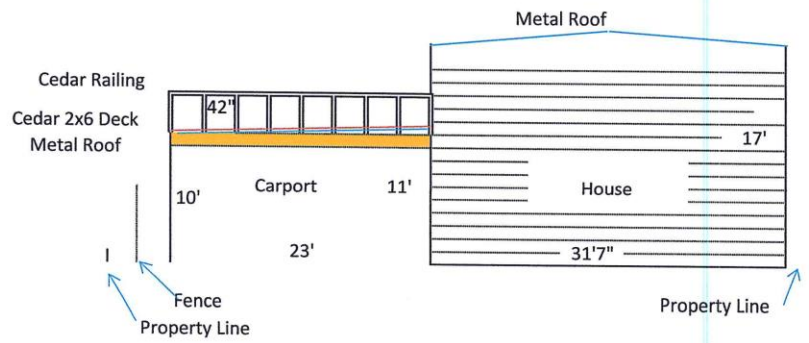 Metal Roof
Cedar Railing
42"
Cedar 2x6 Deck
Metal Roof
17'
10'
Carport
11'
House
23'
31'7"
Fence
Property Line
Property Line